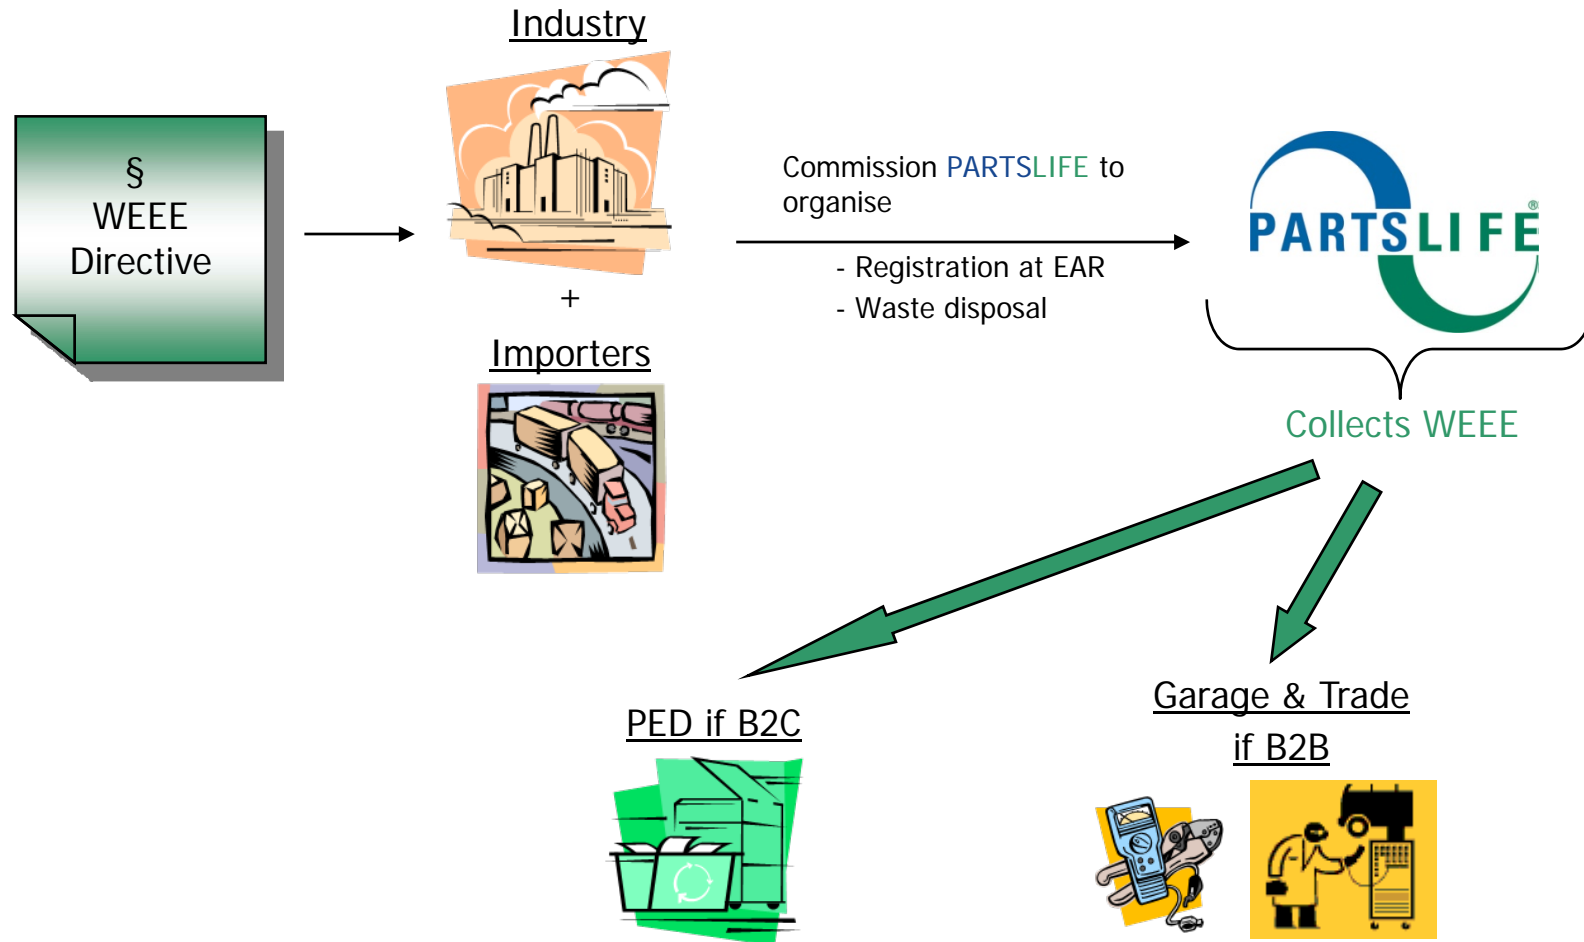 Industry
§
WEEE
Directive
+
Importers
Commission PARTSLIFE to
organise
- Registration at EAR
- Waste disposal
PARTSLIFE®
Collects WEEE
PED if B2C
Garage & Trade
if B2B